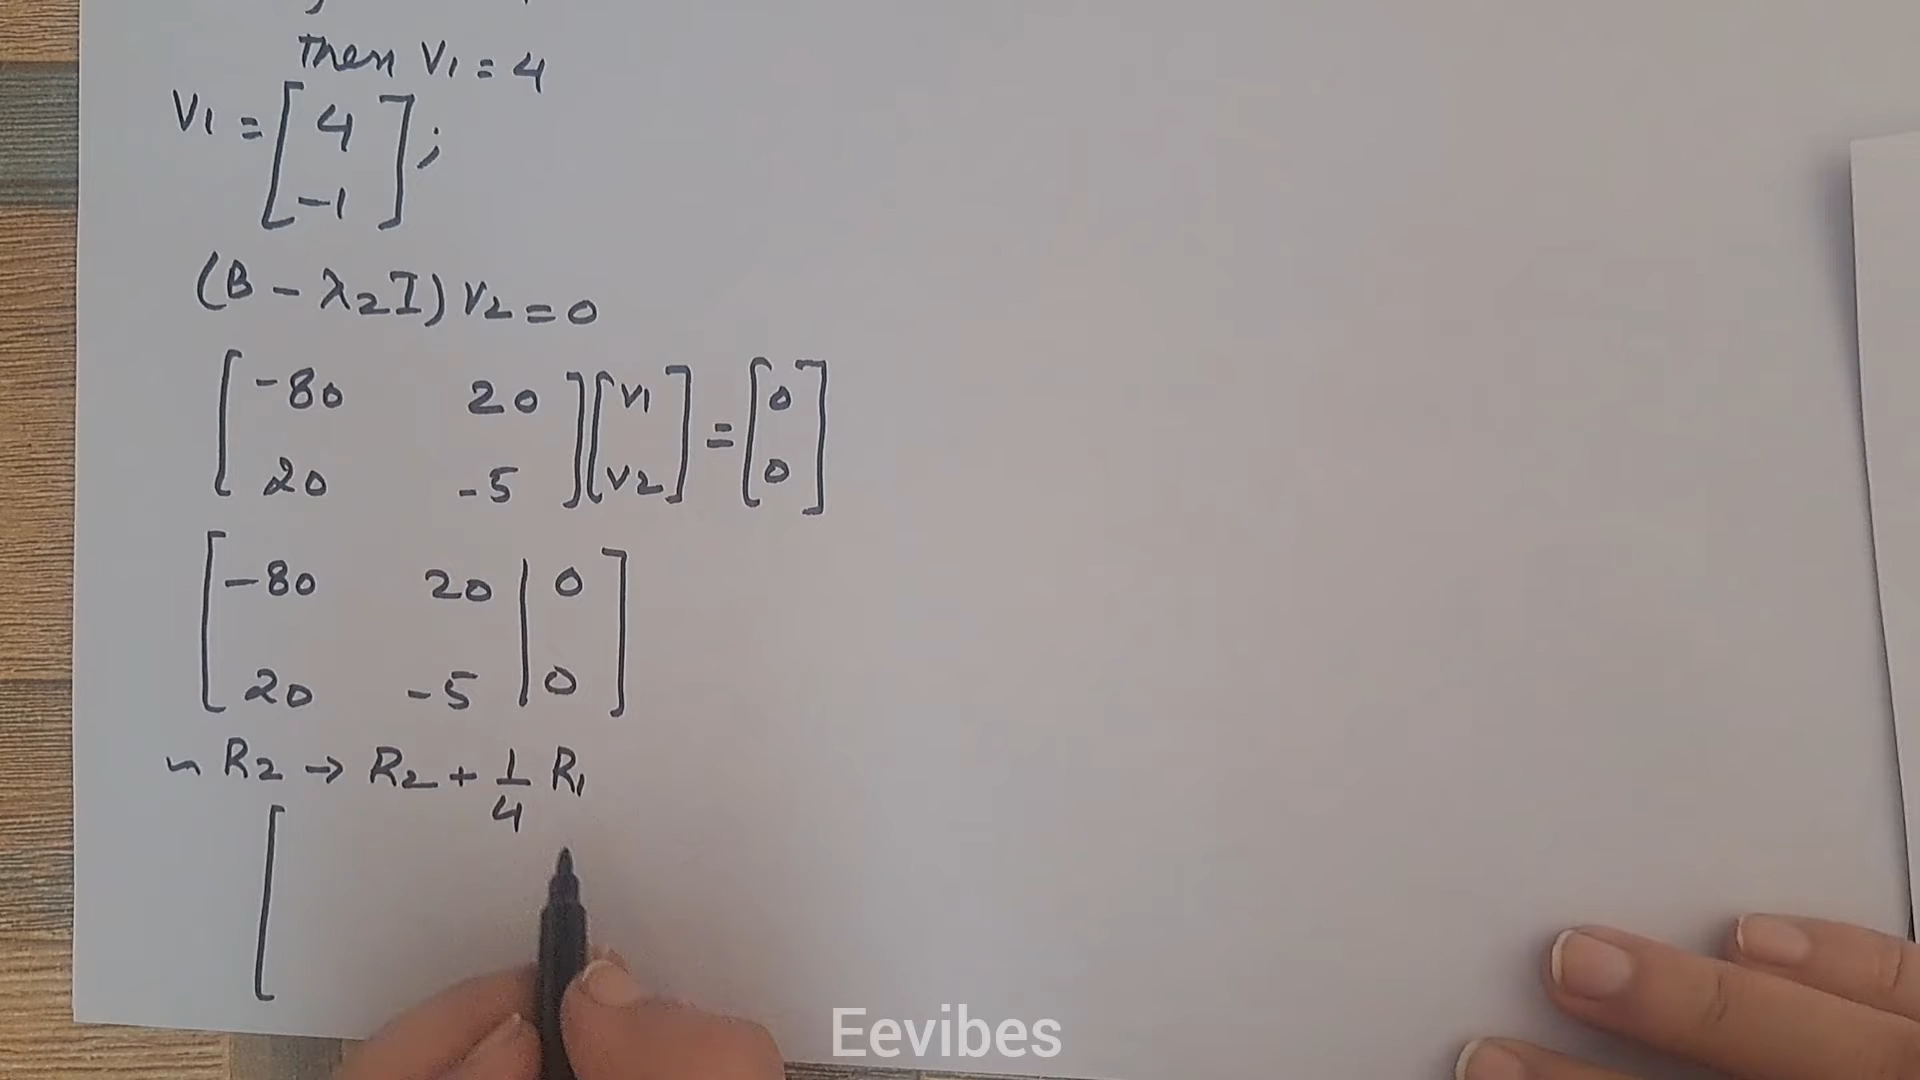 then V1 = 4
V1 = [ 4
-1 ] ;
(B - λ2I) V2 = 0
[ -80 20 ] [ V1 ] = [ 0 ]
[ 20 -5 ] [ V2 ] [ 0 ]
[ -80 20 | 0 ]
[ 20 -5 | 0 ]
~ R2 → R2 + 1/4 R1
[
Eevibes